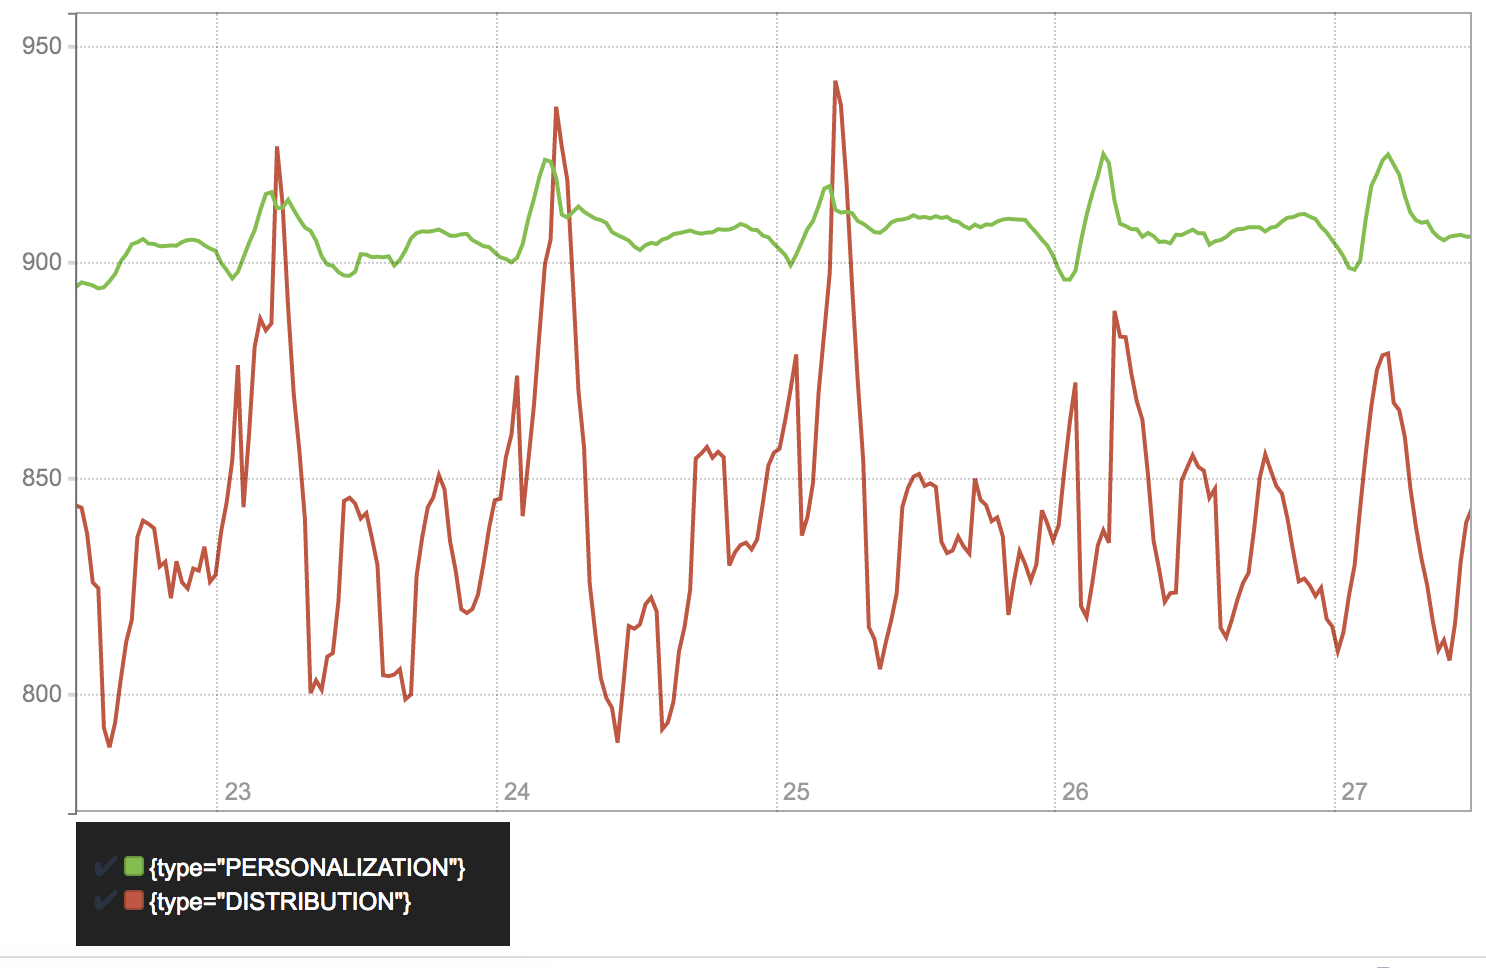 950
900
850
800
23 24 25 26 27
{type="PERSONALIZATION"}
{type="DISTRIBUTION"}